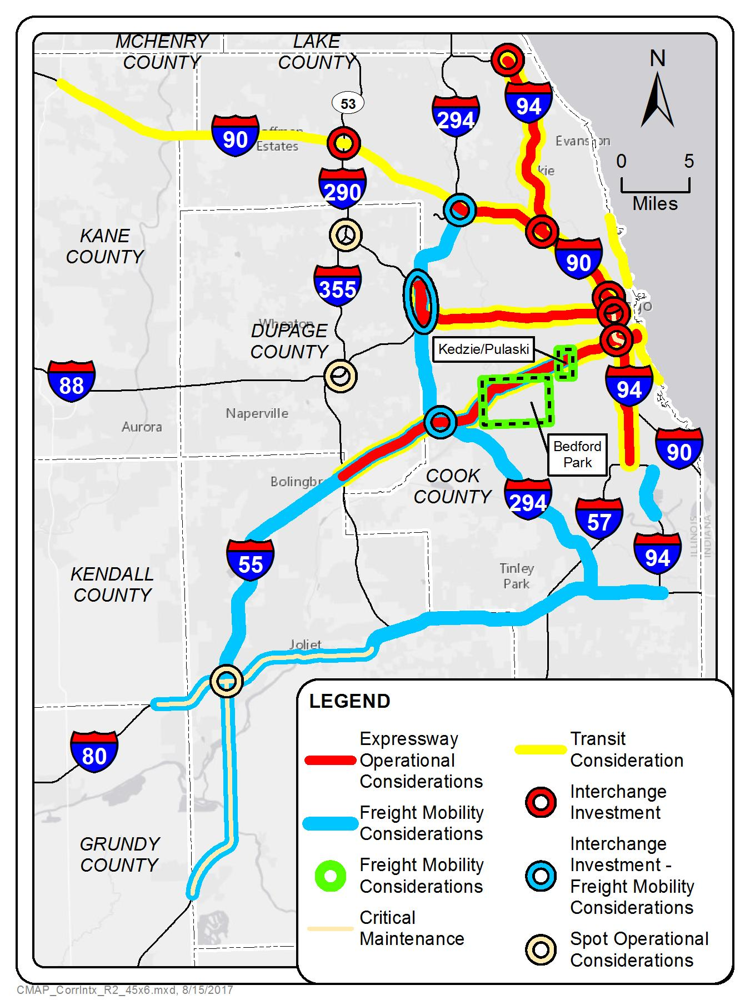 MCHENRY
COUNTY
LAKE
COUNTY
N
53
94
294
90
Estates
Evanston
0 5
Miles
290
KANE
COUNTY
90
355
Wheaton
DUPAGE
COUNTY
Kedzie/Pulaski
88
94
Naperville
Aurora
90
Bedford
Park
COOK
COUNTY
294
57
ILLINOIS
INDIANA
94
55
KENDALL
COUNTY
Tinley
Park
Joliet
80
GRUNDY
COUNTY
LEGEND
Expressway
Operational
Considerations
Freight Mobility
Considerations
Freight Mobility
Considerations
Critical
Maintenance
Transit
Consideration
Interchange
Investment
Interchange
Investment -
Freight Mobility
Considerations
Spot Operational
Considerations
CMAP_CorrIntx_R2_45x6.mxd, 8/15/2017